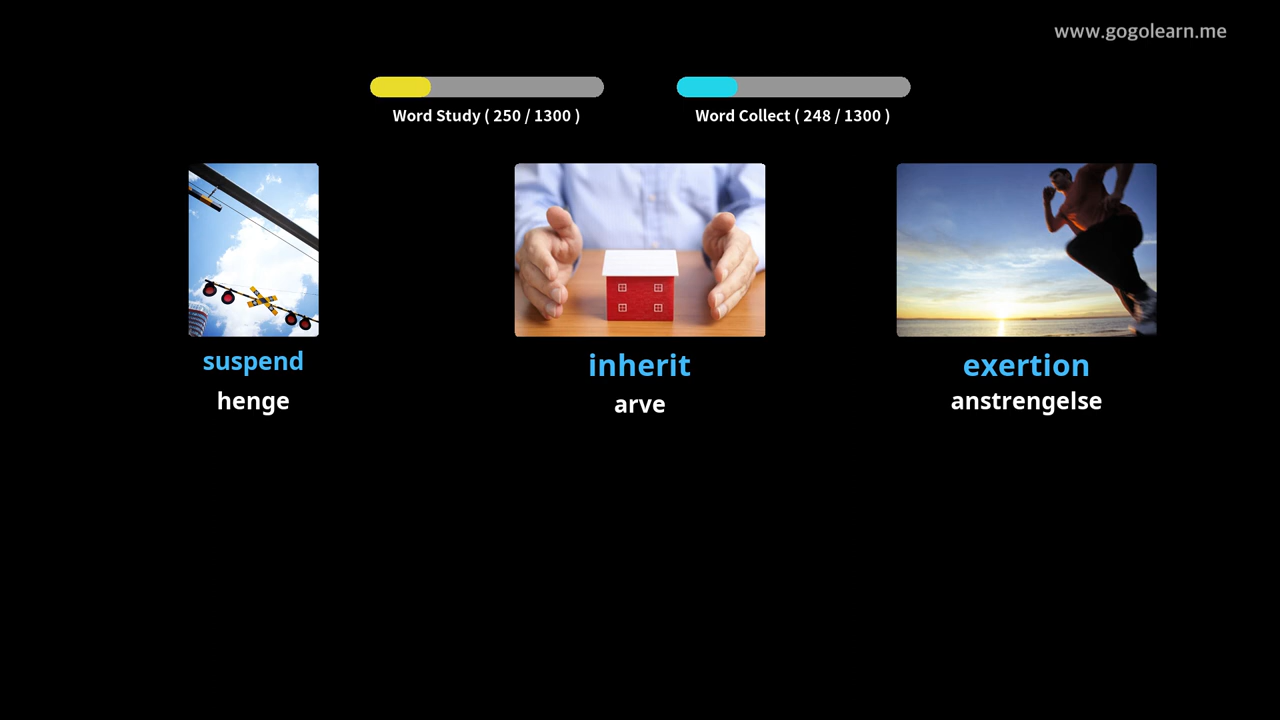 www.gogolearn.me
Word Study ( 250 / 1300 )
Word Collect ( 248 / 1300 )
suspend
henge
inherit
arve
exertion
anstrengelse